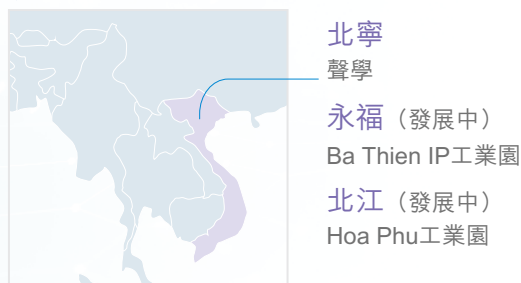 北寧
聲學
永福（發展中）
Ba Thien IP工業園
北江（發展中）
Hoa Phu工業園